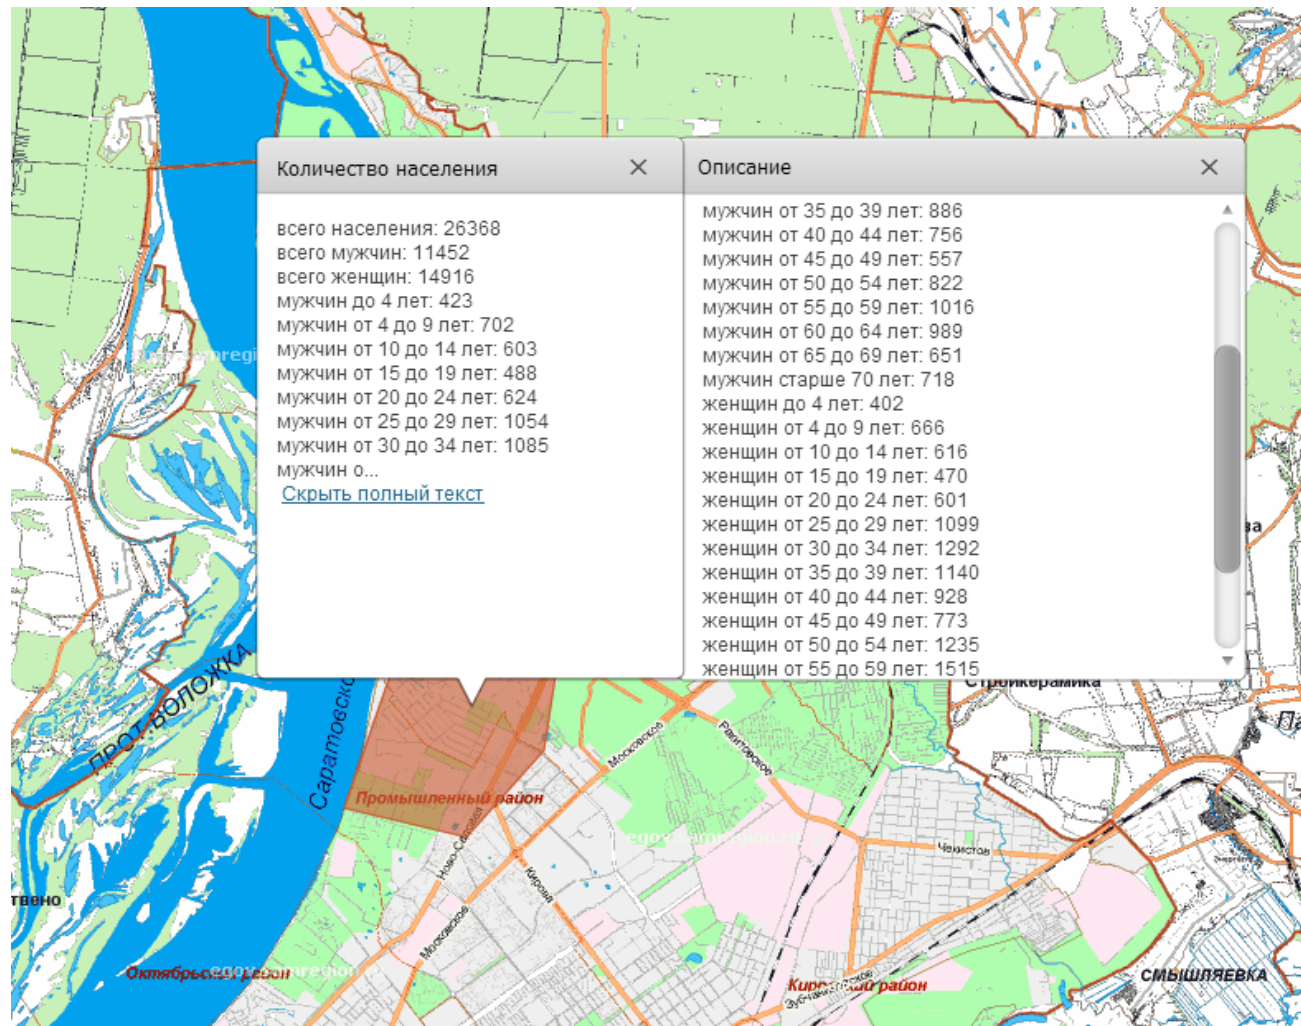 Количество населения
всего населения: 26368
всего мужчин: 11452
всего женщин: 14916
мужчин до 4 лет: 423
мужчин от 4 до 9 лет: 702
мужчин от 10 до 14 лет: 603
мужчин от 15 до 19 лет: 488
мужчин от 20 до 24 лет: 624
мужчин от 25 до 29 лет: 1054
мужчин от 30 до 34 лет: 1085
мужчин о...
Скрыть полный текст
Описание
мужчин от 35 до 39 лет: 886
мужчин от 40 до 44 лет: 756
мужчин от 45 до 49 лет: 557
мужчин от 50 до 54 лет: 822
мужчин от 55 до 59 лет: 1016
мужчин от 60 до 64 лет: 989
мужчин от 65 до 69 лет: 651
мужчин старше 70 лет: 718
женщин до 4 лет: 402
женщин от 4 до 9 лет: 666
женщин от 10 до 14 лет: 616
женщин от 15 до 19 лет: 470
женщин от 20 до 24 лет: 601
женщин от 25 до 29 лет: 1099
женщин от 30 до 34 лет: 1292
женщин от 35 до 39 лет: 1140
женщин от 40 до 44 лет: 928
женщин от 45 до 49 лет: 773
женщин от 50 до 54 лет: 1235
женщин от 55 до 59 лет: 1515
ПРОТ. ВОЛОЖКА
Саратовско
Стройкерамика
Московское
Ракитовское
Промышленный район
egov.samregion.ru
Чекистов
Кирова
Московское
твено
Октябрьский район
Кировский район
СМЫШЛЯЕВКА